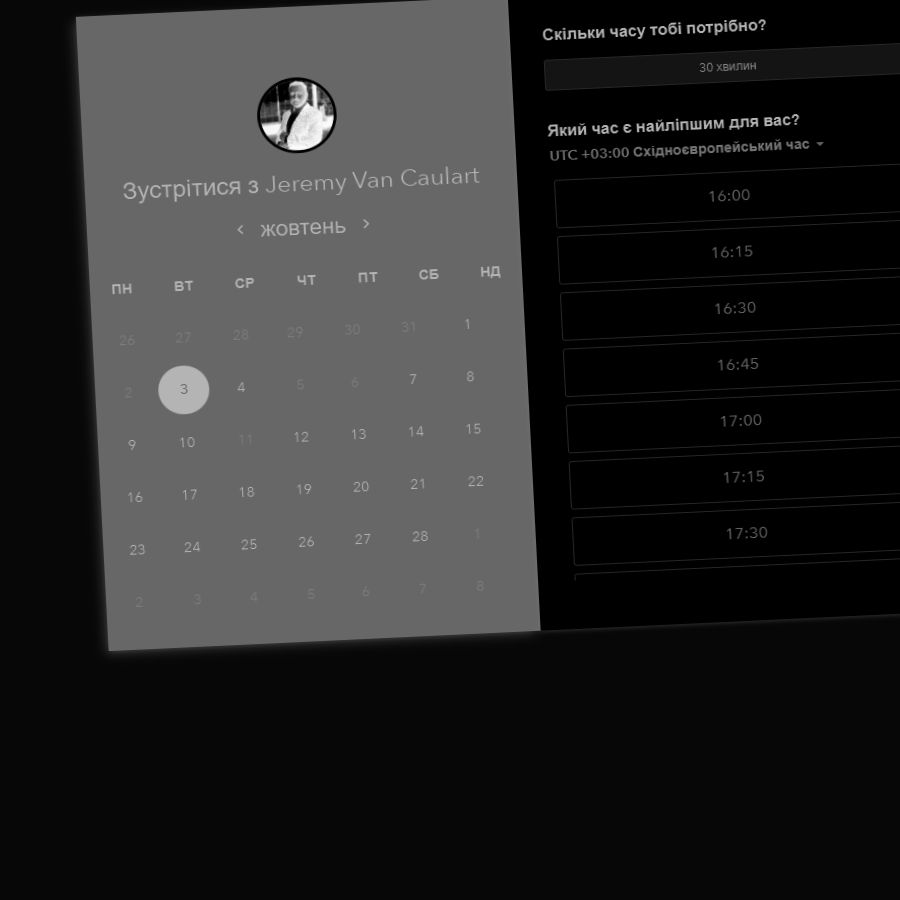 Зустрітися з Jeremy Van Caulart
жовтень
ПН ВТ СР ЧТ ПТ СБ НД
26 27 28 29 30 31 1
2 3 4 5 6 7 8
9 10 11 12 13 14 15
16 17 18 19 20 21 22
23 24 25 26 27 28 1
2 3 4 5 6 7 8
Скільки часу тобі потрібно?
30 хвилин
Який час є найліпшим для вас?
UTC +03:00 Східноєвропейський час
16:00
16:15
16:30
16:45
17:00
17:15
17:30